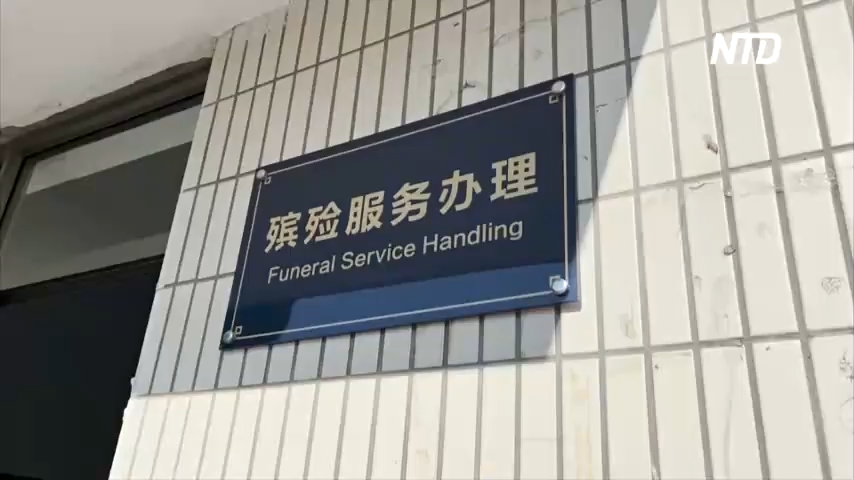 NTD
殡殓服务办理
Funeral Service Handling